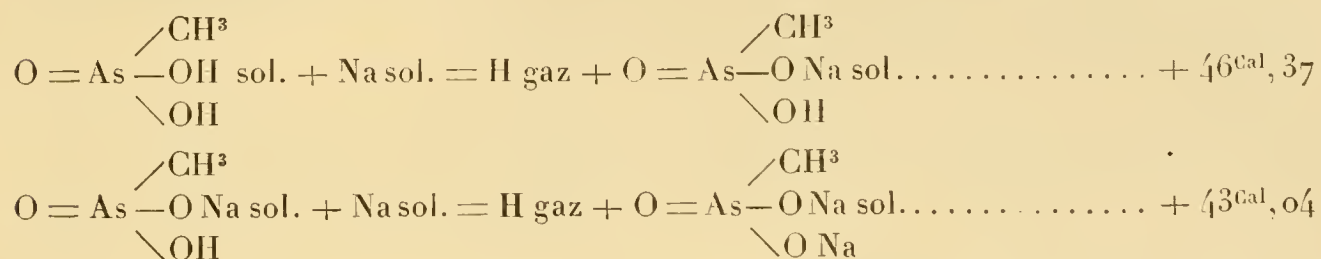 CH³ CH³
O = As — OH sol. + Na sol. = H gaz + O = As — O Na sol. . . . . . . . . . . . . . . . . + 46ᶜᵃˡ, 37
OH OH
CH³ CH³
O = As — O Na sol. + Na sol. = H gaz + O = As — O Na sol. . . . . . . . . . . . . . . . . + 43ᶜᵃˡ, 04
OH O Na